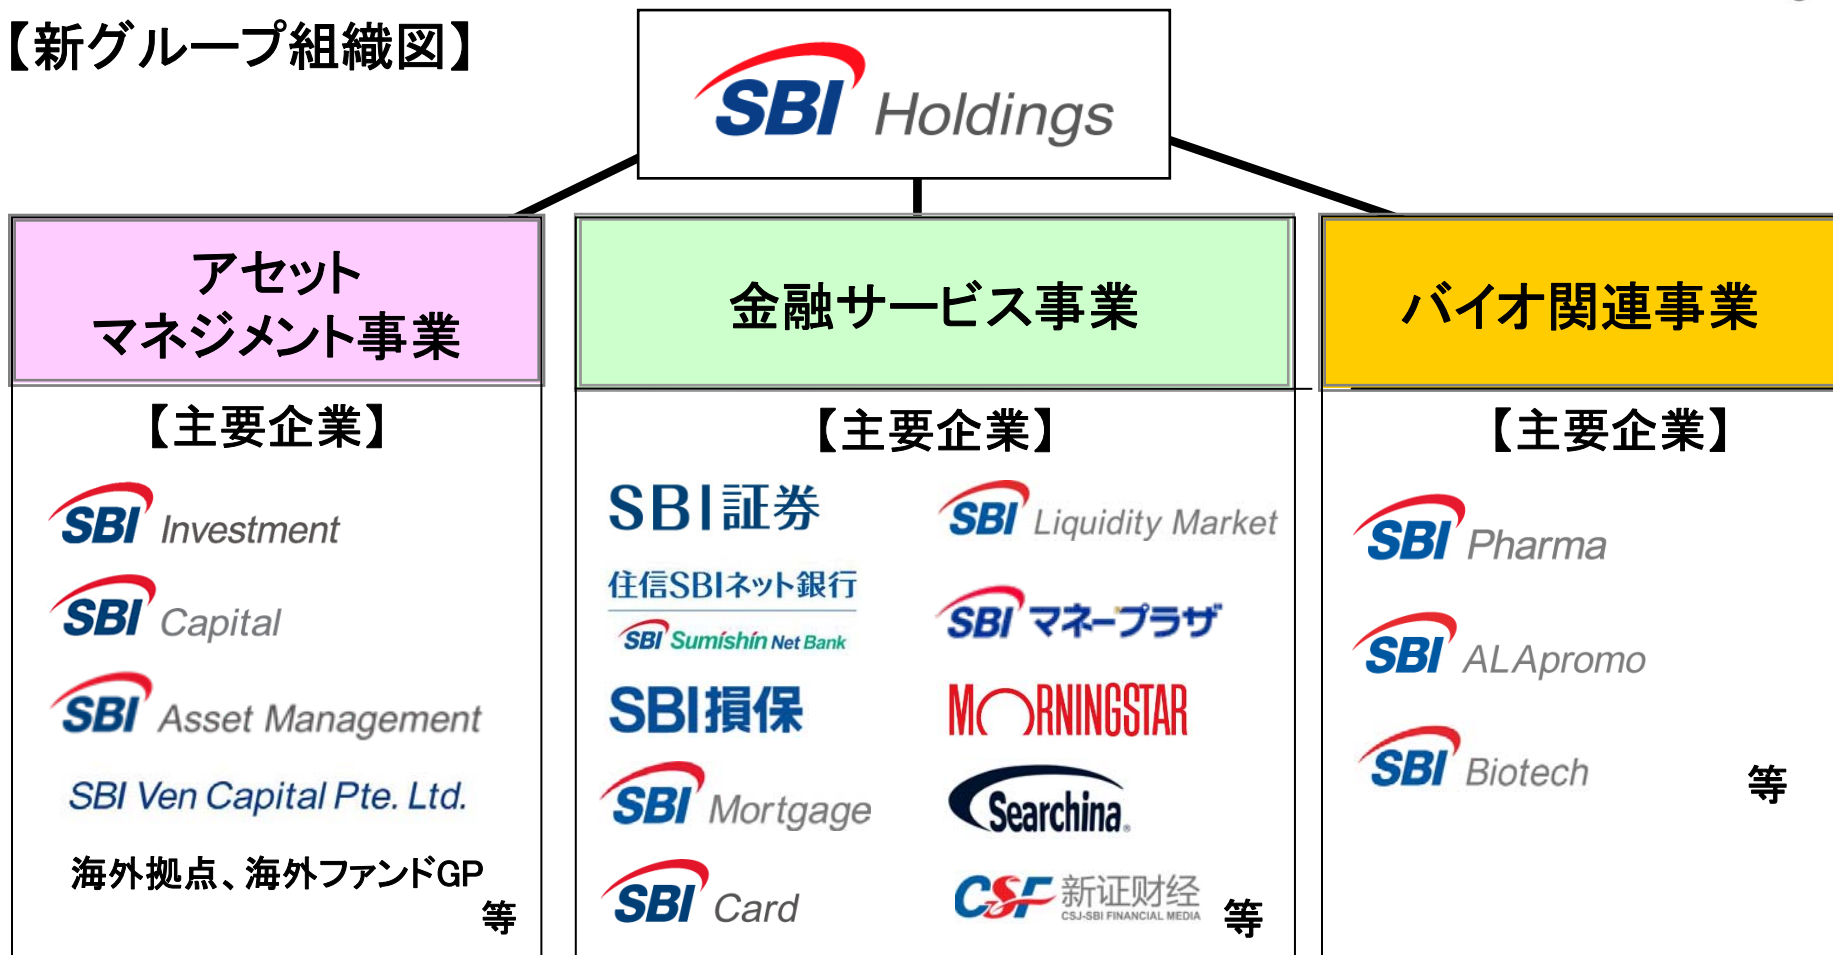 【新グループ組織図】
SBI Holdings
アセット
マネジメント事業
【主要企業】
SBI Investment
SBI Capital
SBI Asset Management
SBI Ven Capital Pte. Ltd.
海外拠点、海外ファンドGP
等
金融サービス事業
【主要企業】
SBI証券
住信SBIネット銀行
SBI Sumishin Net Bank
SBI損保
SBI Mortgage
SBI Card
SBI Liquidity Market
SBI マネープラザ
MORNINGSTAR
Searchina®
CSF 新证财经
CSJ-SBI FINANCIAL MEDIA
等
バイオ関連事業
【主要企業】
SBI Pharma
SBI ALApromo
SBI Biotech
等